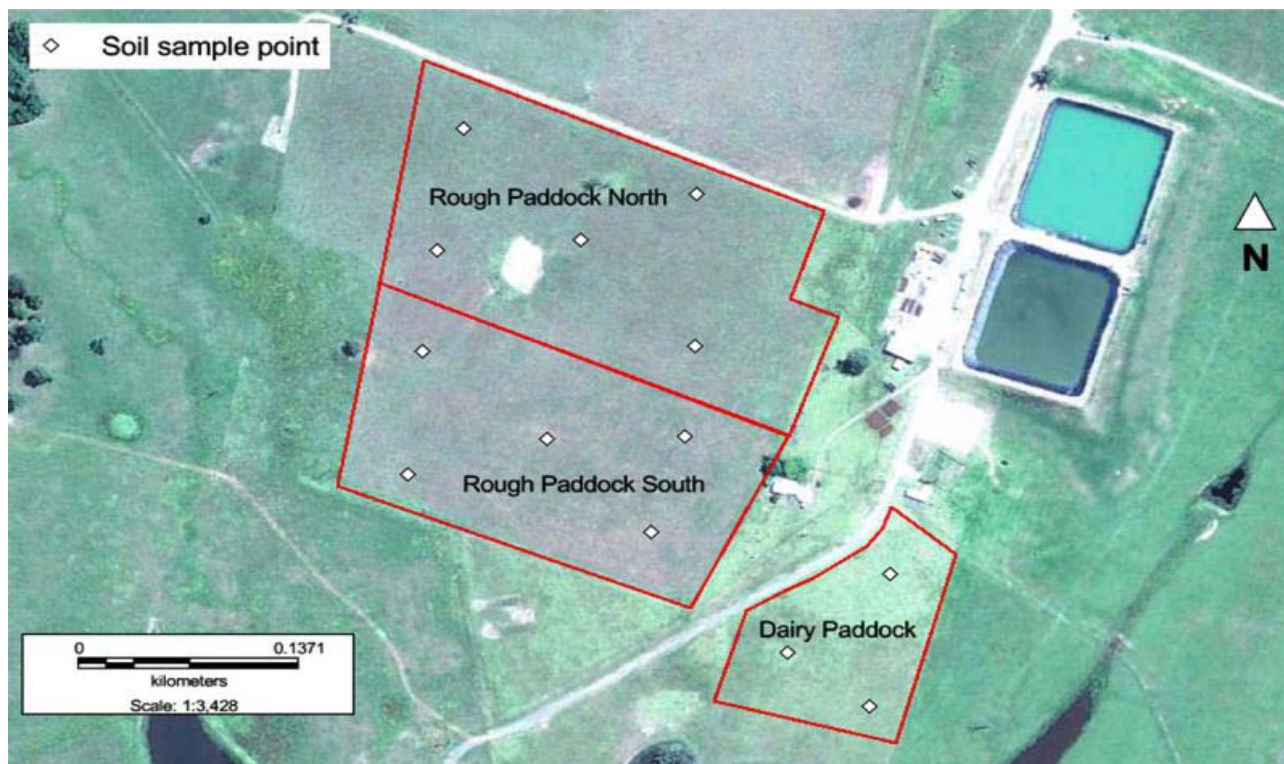 Soil sample point
Rough Paddock North
N
Rough Paddock South
Dairy Paddock
0 0.1371
kilometers
Scale: 1:3,428